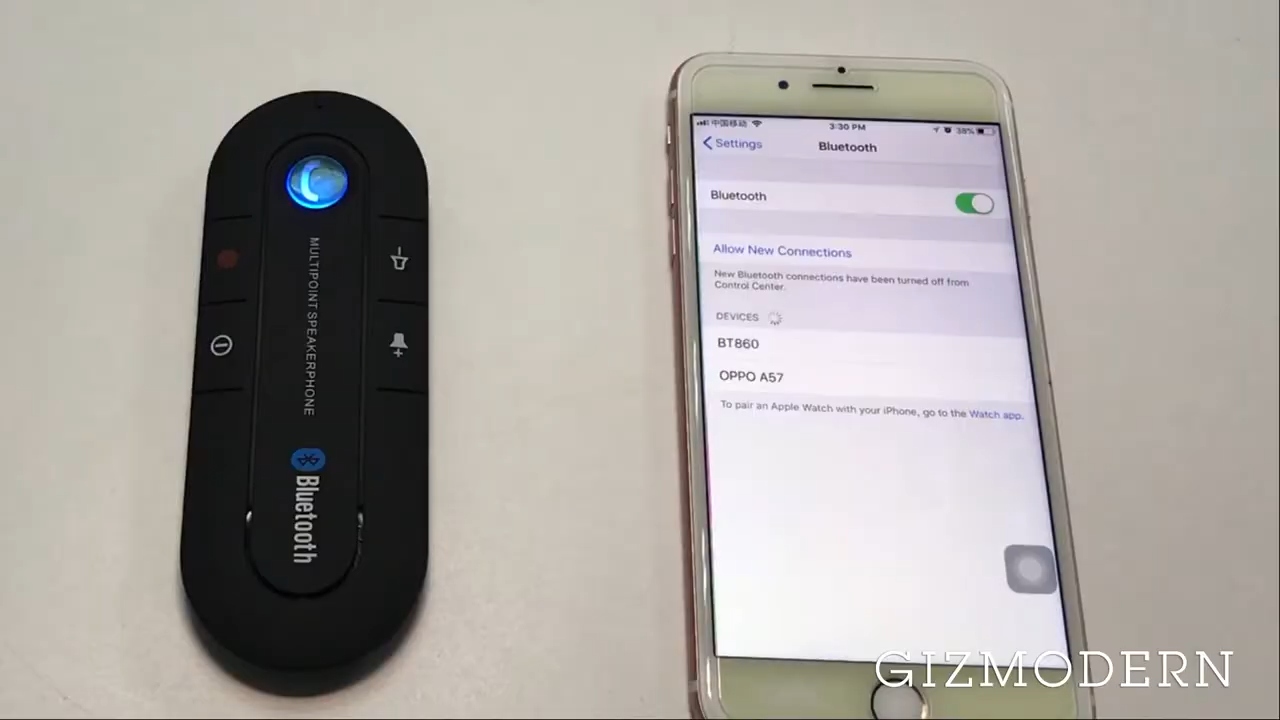 MULTIPOINT SPEAKERPHONE
Bluetooth
中国移动
3:30 PM
38%
Settings
Bluetooth
Bluetooth
Allow New Connections
New Bluetooth connections have been turned off from
Control Center.
DEVICES
BT860
OPPO A57
To pair an Apple Watch with your iPhone, go to the Watch app.
GIZMODERN